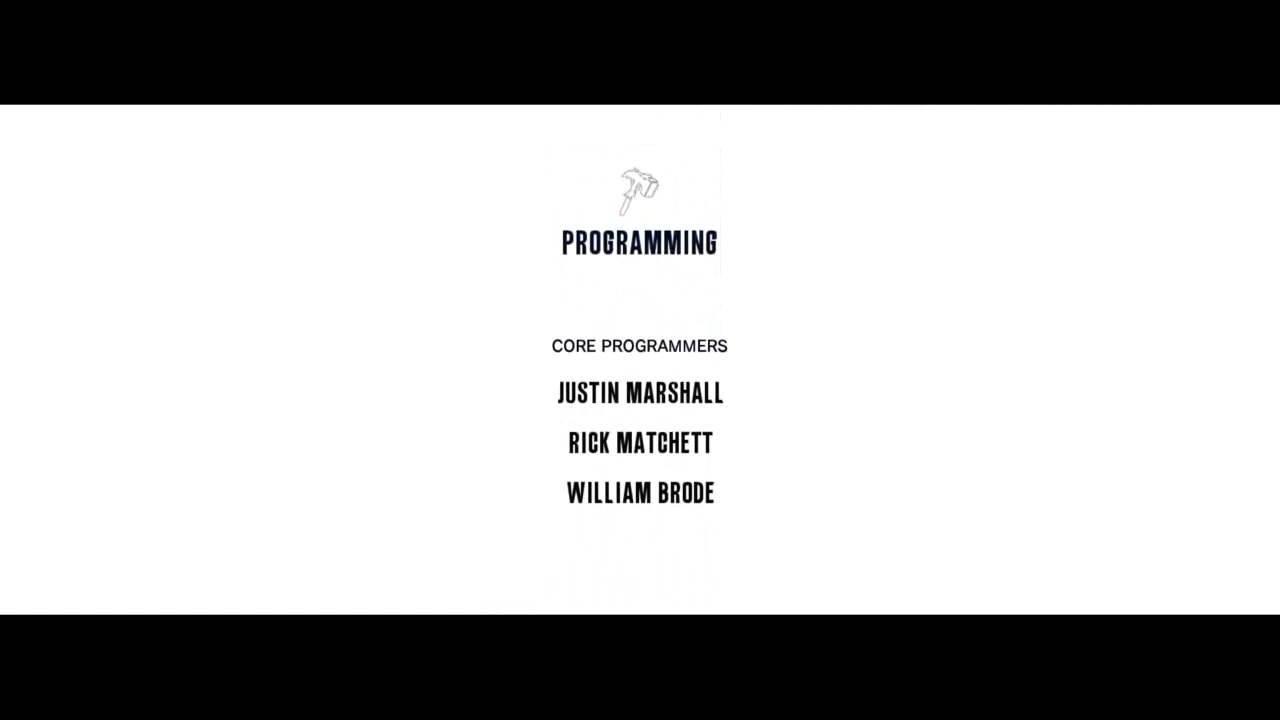 PROGRAMMING
CORE PROGRAMMERS
JUSTIN MARSHALL
RICK MATCHETT
WILLIAM BRODE